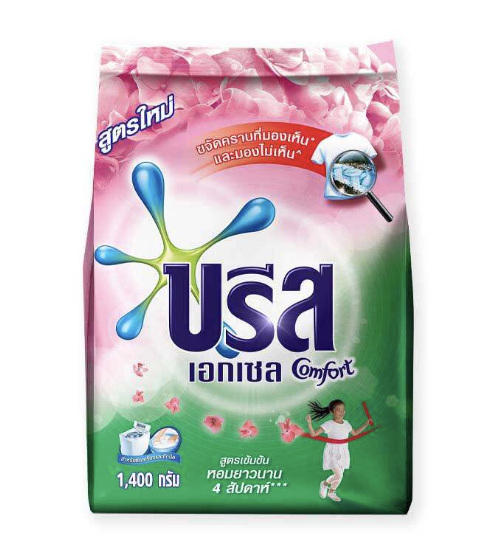 สูตรใหม่
ขจัดคราบที่มองเห็น*
และมองไม่เห็น^
บรีส
เอกเซล Comfort
สูตรเข้มข้น
หอมยาวนาน
4 สัปดาห์***
1,400 กรัม